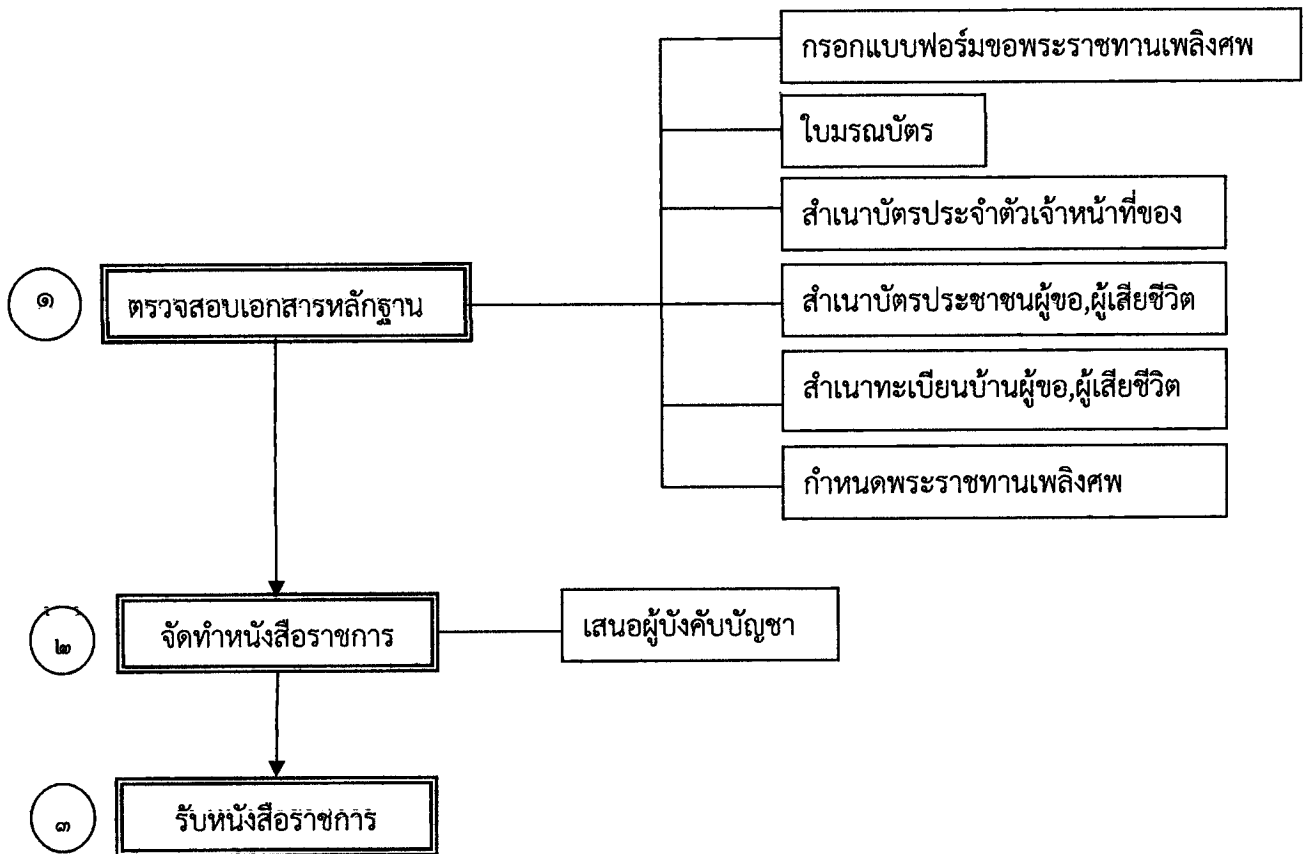 กรอกแบบฟอร์มขอพระราชทานเพลิงศพ
ใบมรณบัตร
สำเนาบัตรประจำตัวเจ้าหน้าที่ของ
๑
ตรวจสอบเอกสารหลักฐาน
สำเนาบัตรประชาชนผู้ขอ,ผู้เสียชีวิต
สำเนาทะเบียนบ้านผู้ขอ,ผู้เสียชีวิต
กำหนดพระราชทานเพลิงศพ
๒
จัดทำหนังสือราชการ
เสนอผู้บังคับบัญชา
๓
รับหนังสือราชการ